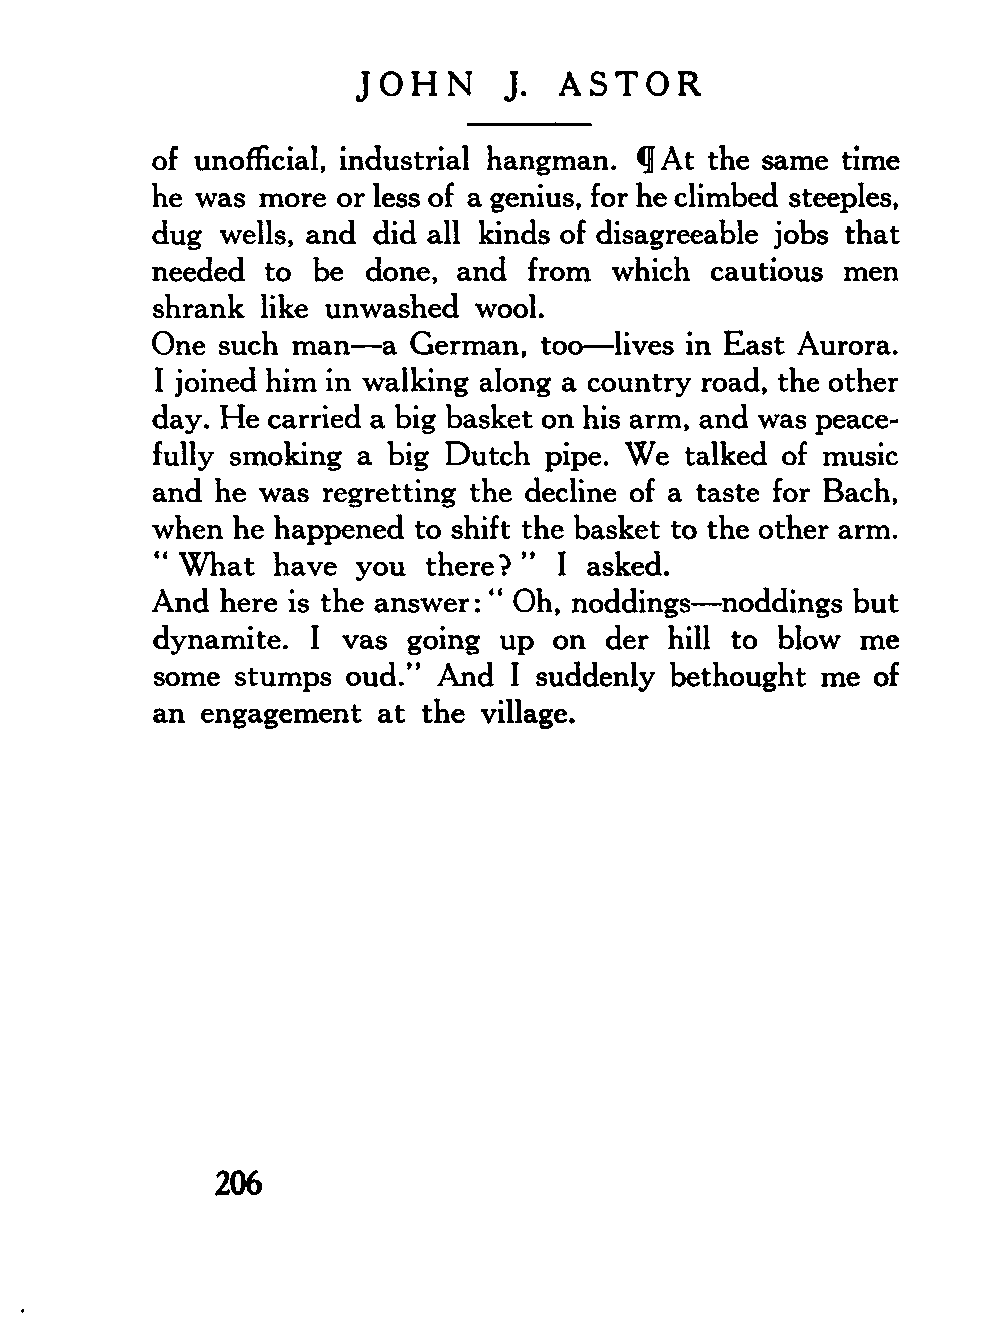 JOHN J. ASTOR
of unofficial, industrial hangman. ¶ At the same time
he was more or less of a genius, for he climbed steeples,
dug wells, and did all kinds of disagreeable jobs that
needed to be done, and from which cautious men
shrank like unwashed wool.
One such man—a German, too—lives in East Aurora.
I joined him in walking along a country road, the other
day. He carried a big basket on his arm, and was peace-
fully smoking a big Dutch pipe. We talked of music
and he was regretting the decline of a taste for Bach,
when he happened to shift the basket to the other arm.
“ What have you there? ” I asked.
And here is the answer: “ Oh, noddings—noddings but
dynamite. I vas going up on der hill to blow me
some stumps oud.” And I suddenly bethought me of
an engagement at the village.
206